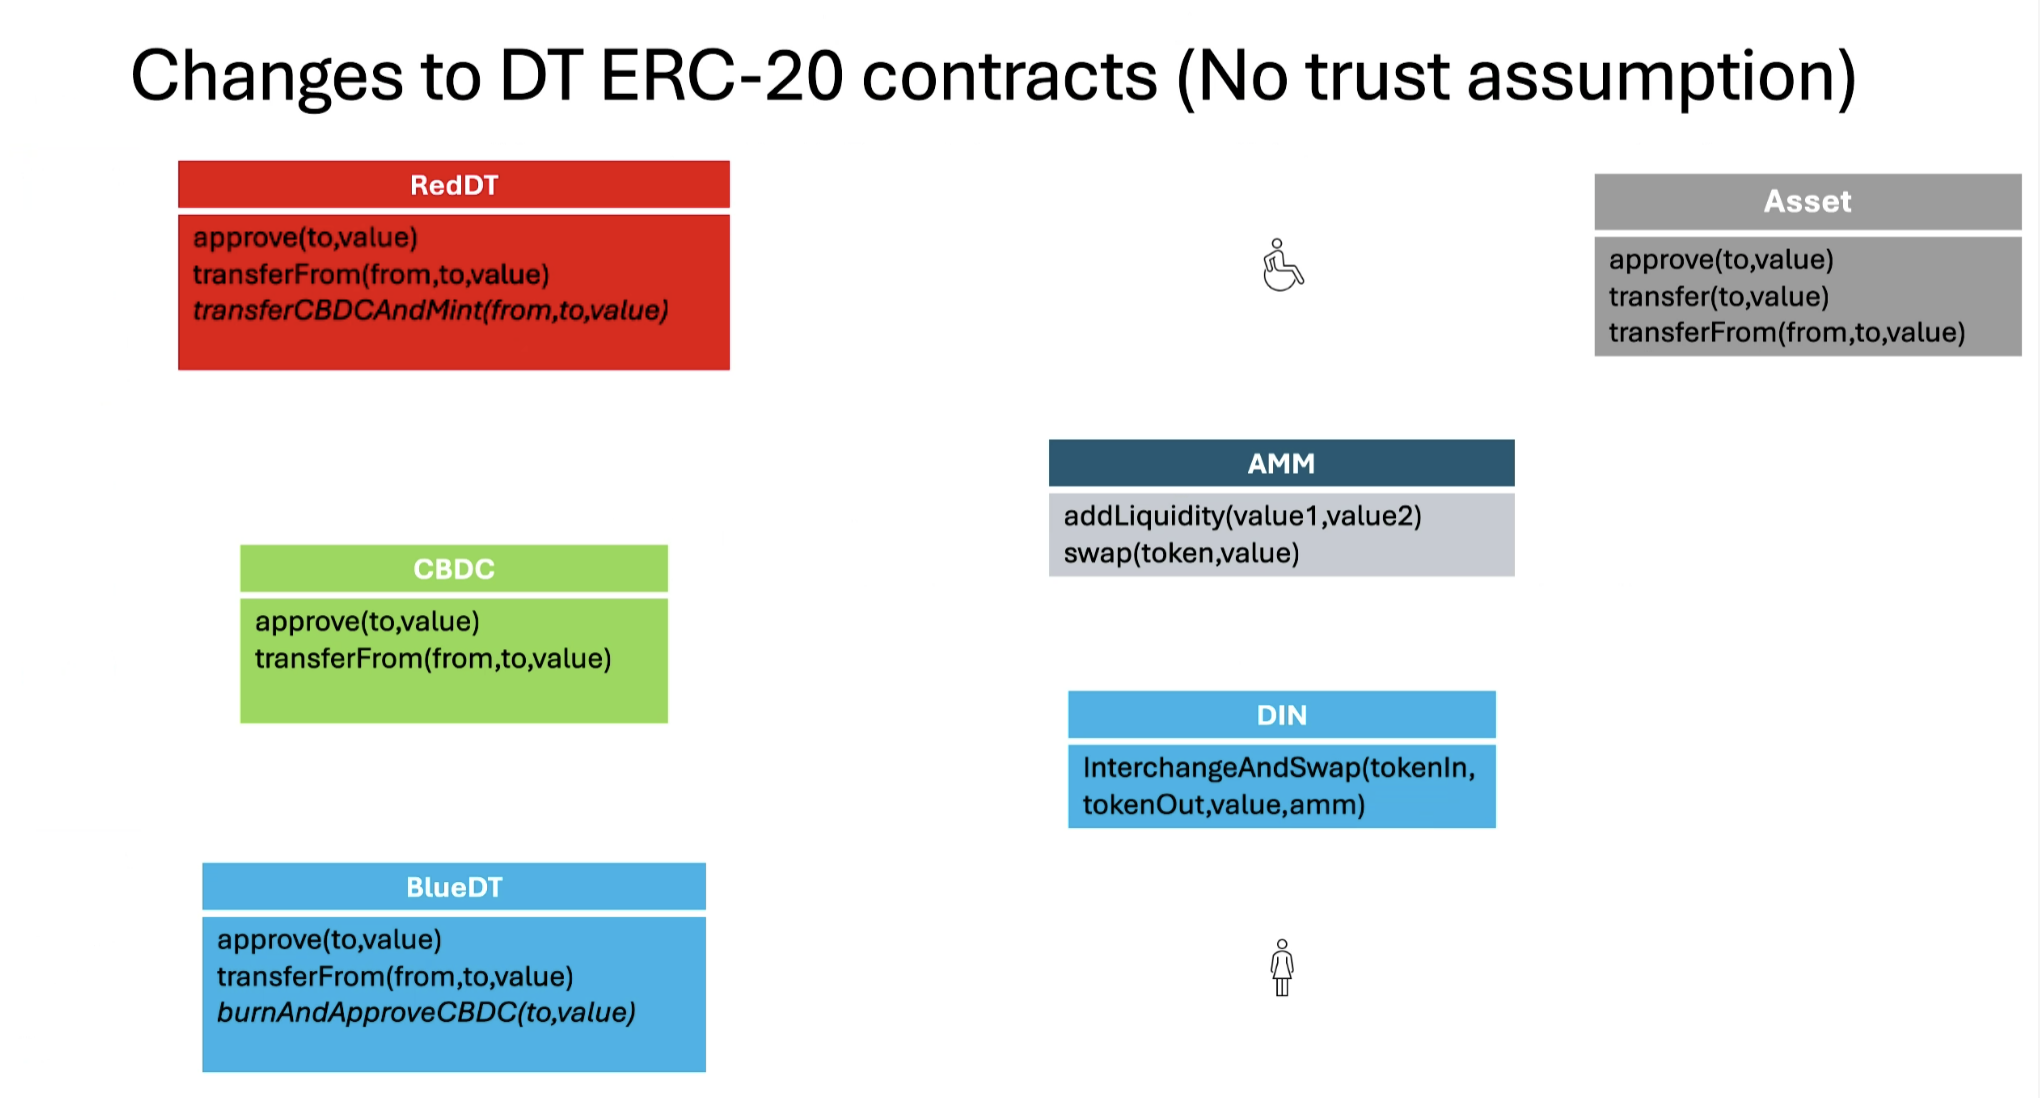 Changes to DT ERC-20 contracts (No trust assumption)
RedDT
approve(to,value)
transferFrom(from,to,value)
transferCBDCAndMint(from,to,value)
Asset
approve(to,value)
transfer(to,value)
transferFrom(from,to,value)
AMM
addLiquidity(value1,value2)
swap(token,value)
CBDC
approve(to,value)
transferFrom(from,to,value)
DIN
InterchangeAndSwap(tokenIn,
tokenOut,value,amm)
BlueDT
approve(to,value)
transferFrom(from,to,value)
burnAndApproveCBDC(to,value)